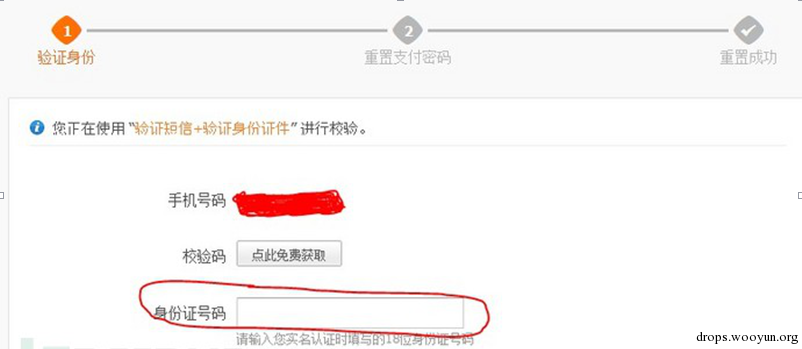 1 2
验证身份 重置支付密码 重置成功
您正在使用“验证短信+验证身份证件”进行校验。
手机号码
校验码 点此免费获取
身份证号码
请输入您实名认证时填写的18位身份证号码
drops.wooyun.org